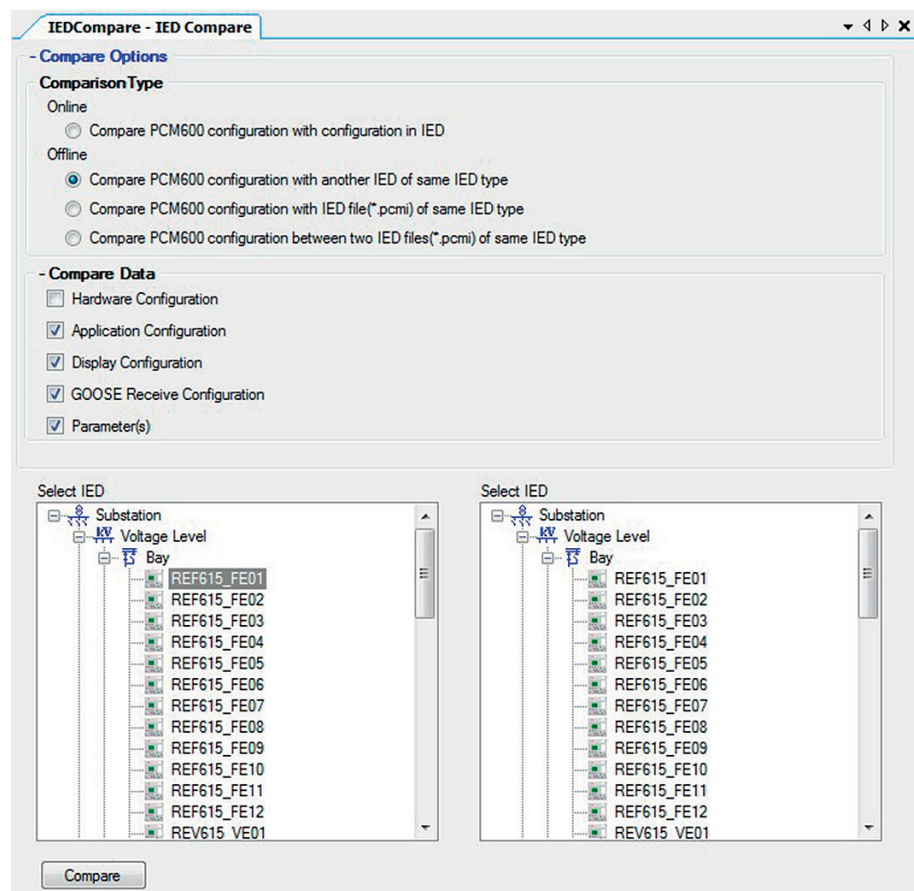 IEDCompare - IED Compare
- Compare Options
ComparisonType
Online
Compare PCM600 configuration with configuration in IED
Offline
Compare PCM600 configuration with another IED of same IED type
Compare PCM600 configuration with IED file(*.pcmi) of same IED type
Compare PCM600 configuration between two IED files(*.pcmi) of same IED type
- Compare Data
Hardware Configuration
Application Configuration
Display Configuration
GOOSE Receive Configuration
Parameter(s)
Select IED
Substation
KV Voltage Level
Bay
REF615_FE01
REF615_FE02
REF615_FE03
REF615_FE04
REF615_FE05
REF615_FE06
REF615_FE07
REF615_FE08
REF615_FE09
REF615_FE10
REF615_FE11
REF615_FE12
REV615_VE01
Select IED
Substation
KV Voltage Level
Bay
REF615_FE01
REF615_FE02
REF615_FE03
REF615_FE04
REF615_FE05
REF615_FE06
REF615_FE07
REF615_FE08
REF615_FE09
REF615_FE10
REF615_FE11
REF615_FE12
REV615_VE01
Compare